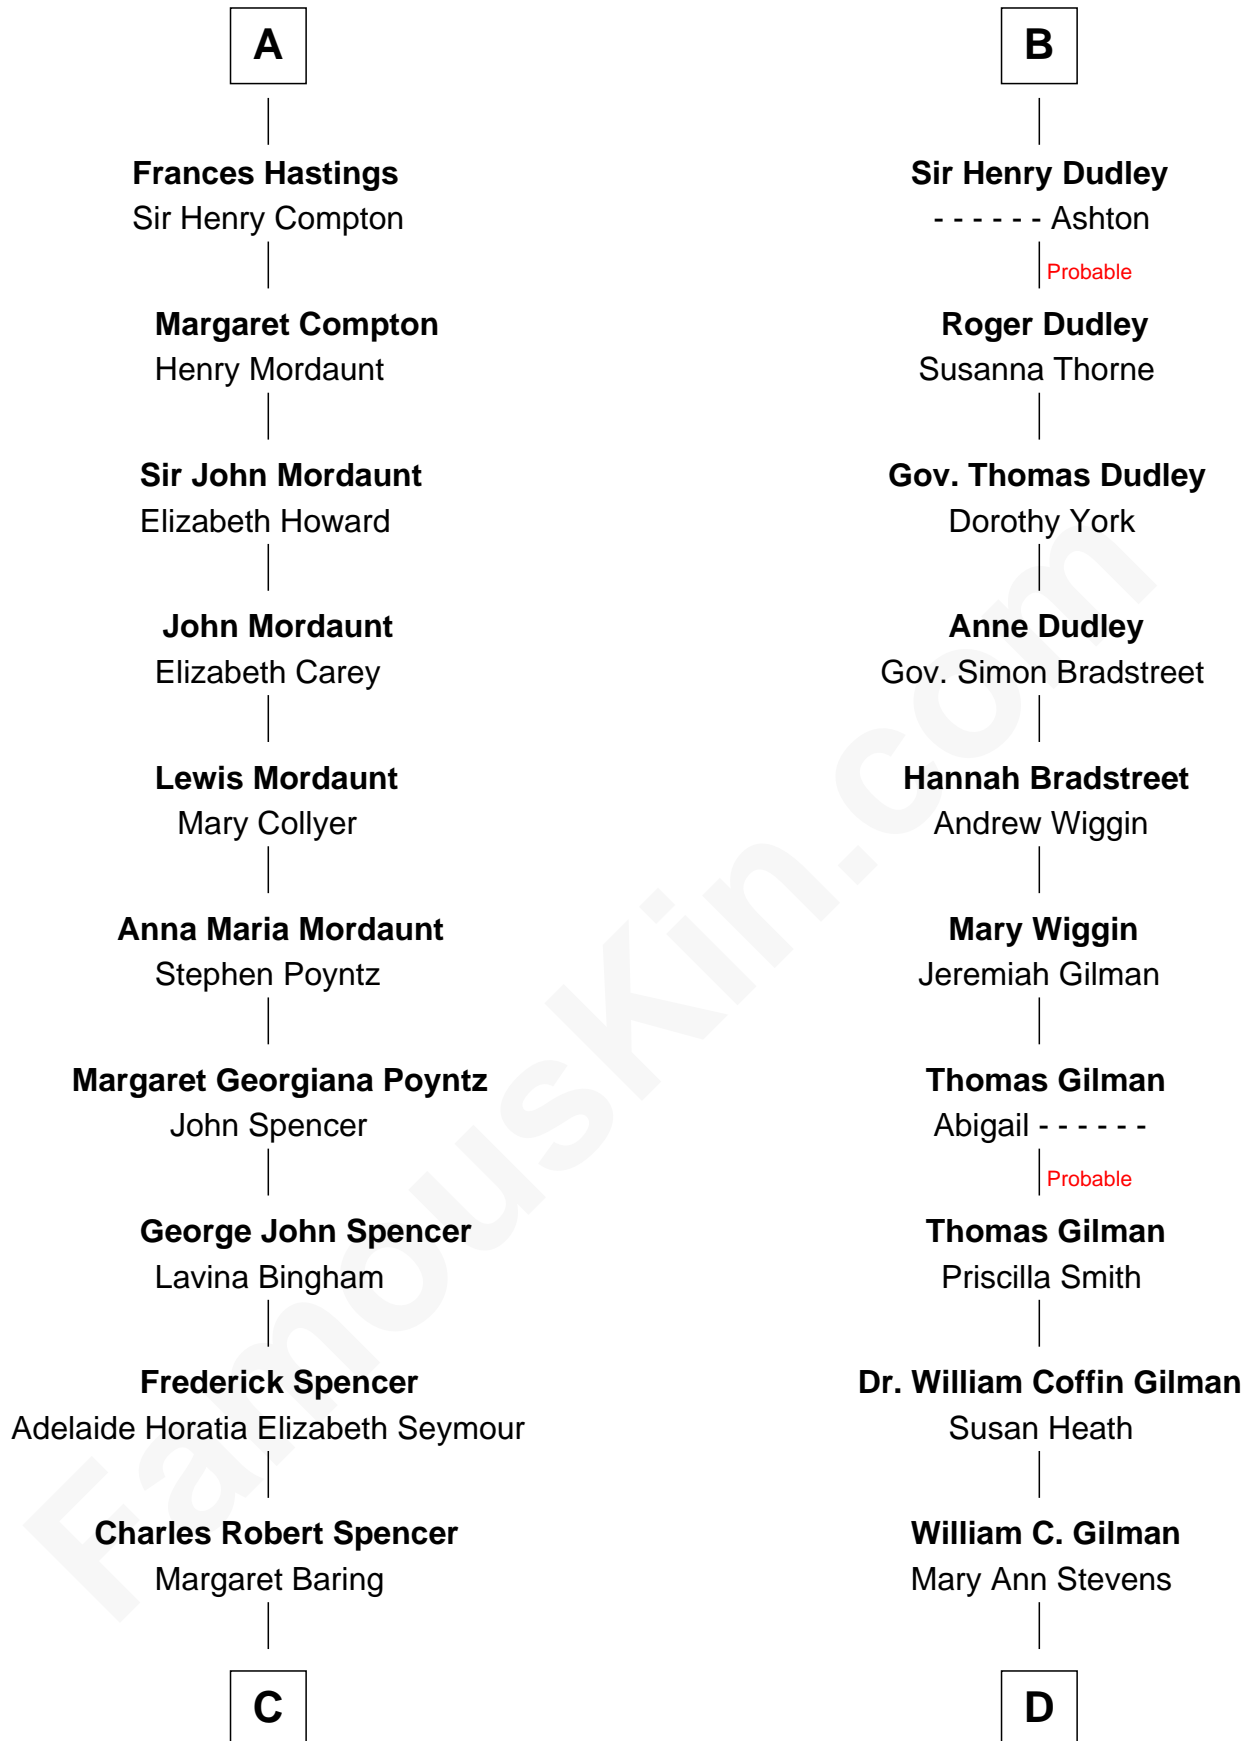 A
Frances Hastings
Sir Henry Compton
Margaret Compton
Henry Mordaunt
Sir John Mordaunt
Elizabeth Howard
John Mordaunt
Elizabeth Carey
Lewis Mordaunt
Mary Collyer
Anna Maria Mordaunt
Stephen Poyntz
Margaret Georgiana Poyntz
John Spencer
George John Spencer
Lavina Bingham
Frederick Spencer
Adelaide Horatia Elizabeth Seymour
Charles Robert Spencer
Margaret Baring
C
B
Sir Henry Dudley
- - - - - - Ashton
Probable
Roger Dudley
Susanna Thorne
Gov. Thomas Dudley
Dorothy York
Anne Dudley
Gov. Simon Bradstreet
Hannah Bradstreet
Andrew Wiggin
Mary Wiggin
Jeremiah Gilman
Thomas Gilman
Abigail - - - - - -
Probable
Thomas Gilman
Priscilla Smith
Dr. William Coffin Gilman
Susan Heath
William C. Gilman
Mary Ann Stevens
D
FamousKin.com